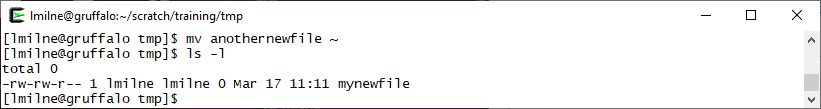 lmilne@gruffalo:~/scratch/training/tmp
[lmilne@gruffalo tmp]$ mv anothernewfile ~
[lmilne@gruffalo tmp]$ ls -l
total 0
-rw-rw-r-- 1 lmilne lmilne 0 Mar 17 11:11 mynewfile
[lmilne@gruffalo tmp]$